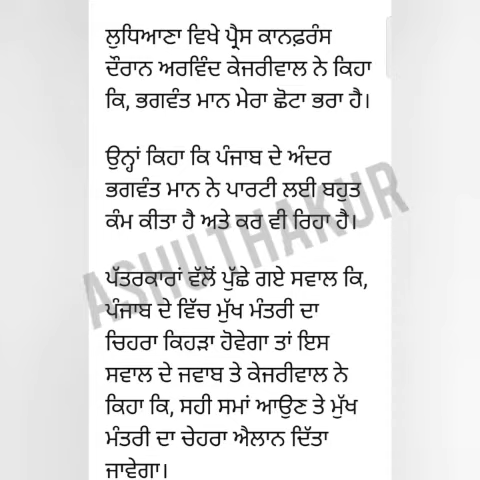 ਲੁਧਿਆਣਾ ਵਿਖੇ ਪ੍ਰੈਸ ਕਾਨਫ਼ਰੰਸ
ਦੌਰਾਨ ਅਰਵਿੰਦ ਕੇਜਰੀਵਾਲ ਨੇ ਕਿਹਾ
ਕਿ, ਭਗਵੰਤ ਮਾਨ ਮੇਰਾ ਛੋਟਾ ਭਰਾ ਹੈ।
ਉਨ੍ਹਾਂ ਕਿਹਾ ਕਿ ਪੰਜਾਬ ਦੇ ਅੰਦਰ
ਭਗਵੰਤ ਮਾਨ ਨੇ ਪਾਰਟੀ ਲਈ ਬਹੁਤ
ਕੰਮ ਕੀਤਾ ਹੈ ਅਤੇ ਕਰ ਵੀ ਰਿਹਾ ਹੈ।
ਪੱਤਰਕਾਰਾਂ ਵੱਲੋਂ ਪੁੱਛੇ ਗਏ ਸਵਾਲ ਕਿ,
ਪੰਜਾਬ ਦੇ ਵਿੱਚ ਮੁੱਖ ਮੰਤਰੀ ਦਾ
ਚਿਹਰਾ ਕਿਹੜਾ ਹੋਵੇਗਾ ਤਾਂ ਇਸ
ਸਵਾਲ ਦੇ ਜਵਾਬ ਤੇ ਕੇਜਰੀਵਾਲ ਨੇ
ਕਿਹਾ ਕਿ, ਸਹੀ ਸਮਾਂ ਆਉਣ ਤੇ ਮੁੱਖ
ਮੰਤਰੀ ਦਾ ਚੇਹਰਾ ਐਲਾਨ ਦਿੱਤਾ
ਜਾਵੇਗਾ।
ASHU THAKUR